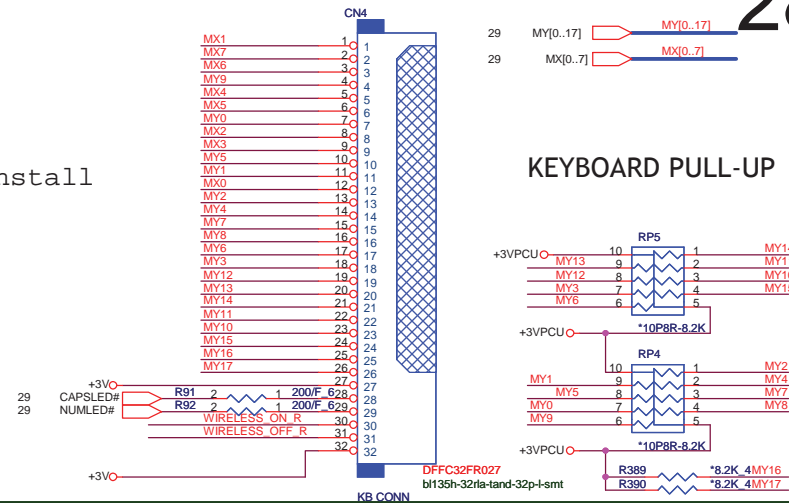 CN4
MX1 1 1
MX7 2 2
MX6 3 3
MY9 4 4
MX4 5 5
MX5 6 6
MY0 7 7
MX2 8 8
MX3 9 9
MY5 10 10
MY1 11 11
MX0 12 12
MY2 13 13
MY4 14 14
MY7 15 15
MY8 16 16
MY6 17 17
MY3 18 18
MY12 19 19
MY13 20 20
MY14 21 21
MY11 22 22
MY10 23 23
MY15 24 24
MY16 25 25
MY17 26 26
+3V 27 27
29 CAPSLED# R91 2 1 200/F_6 28 28
29 NUMLED# R92 2 1 200/F_6 29 29
WIRELESS_ON_R 30 30
WIRELESS_OFF_R 31 31
+3V 32 32
DFFC32FR027
bl135h-32rla-tand-32p-l-smt
KB CONN
nstall
29 MY[0..17] MY[0..17]
29 MX[0..7] MX[0..7]
KEYBOARD PULL-UP
RP5
+3VPCU 10 1 MY14
MY13 9 2
MY12 8 3
MY3 7 4
MY6 6 5
+3VPCU *10P8R-8.2K
RP4
10 1 MY2
MY1 9 2 MY4
MY5 8 3 MY7
MY0 7 4 MY8
MY9 6 5
+3VPCU *10P8R-8.2K
R389 *8.2K_4 MY16
R390 *8.2K_4 MY17